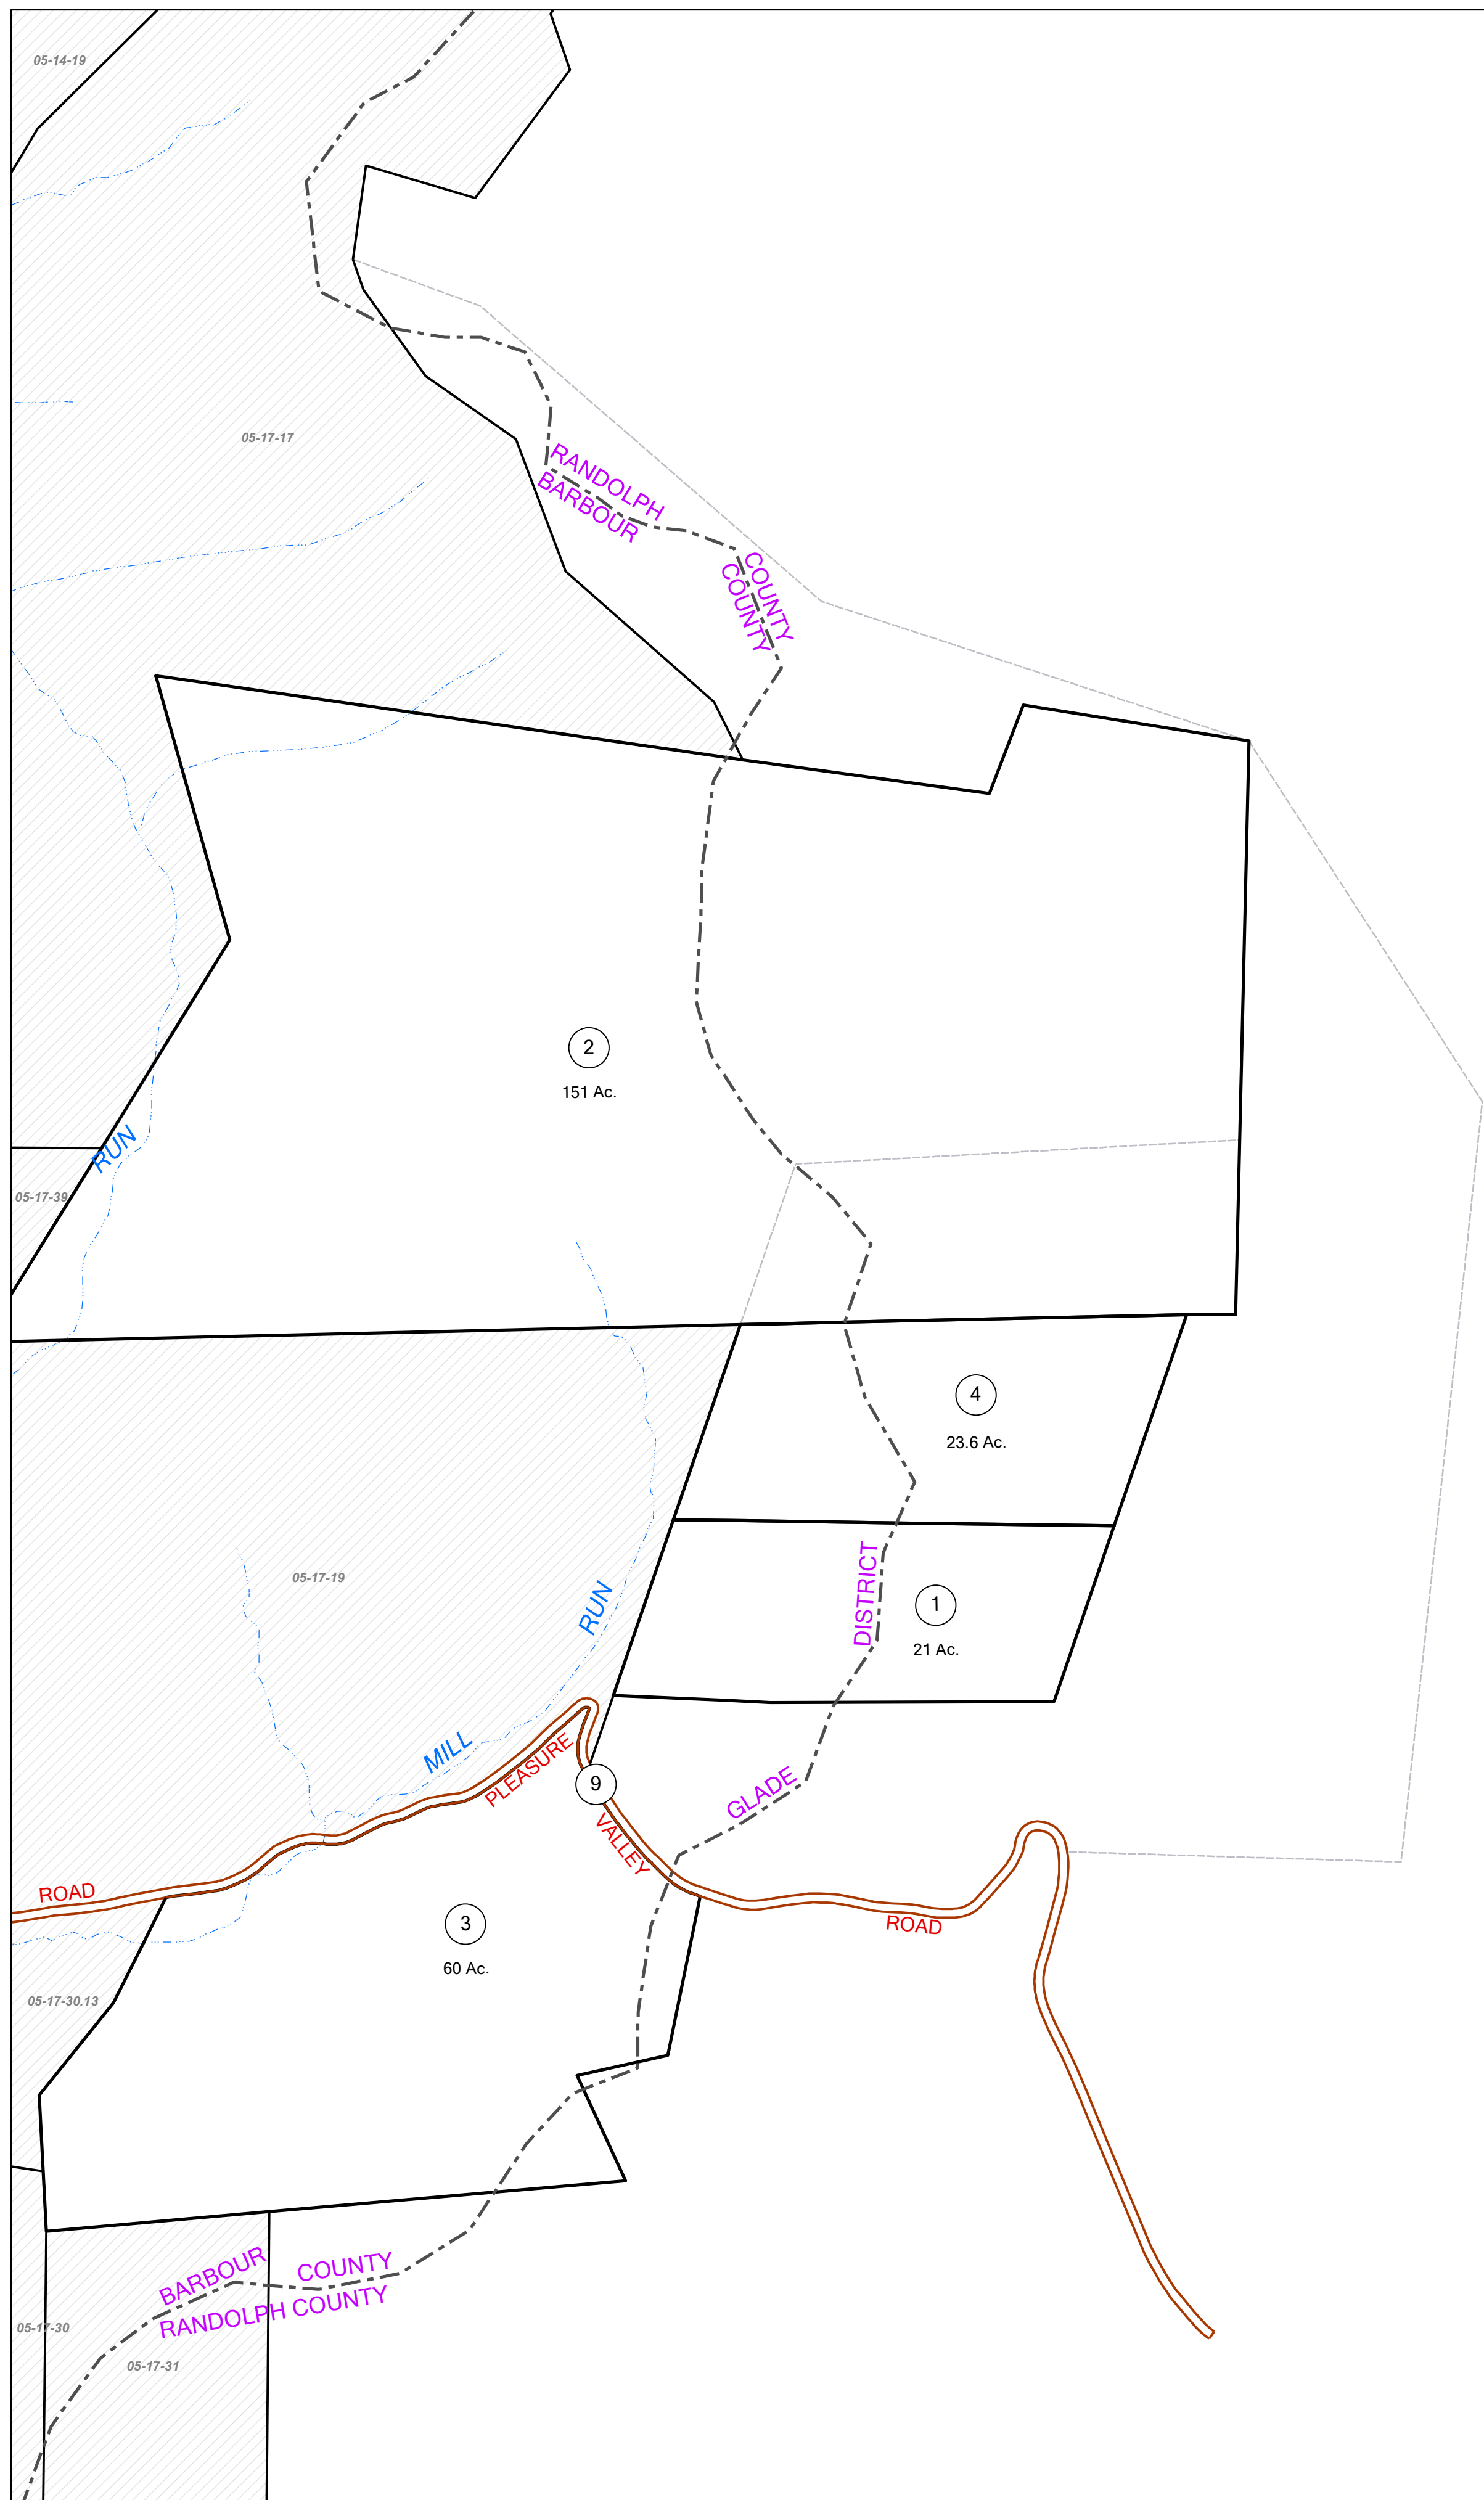 05-14-19
05-17-17
RANDOLPH
BARBOUR
COUNTY
COUNTY
2
151 Ac.
RUN
05-17-39
4
23.6 Ac.
05-17-19
RUN
DISTRICT
1
21 Ac.
MILL
PLEASURE
9
GLADE
VALLEY
ROAD
3
ROAD
60 Ac.
05-17-30.13
BARBOUR
COUNTY
RANDOLPH COUNTY
05-17-30
05-17-31